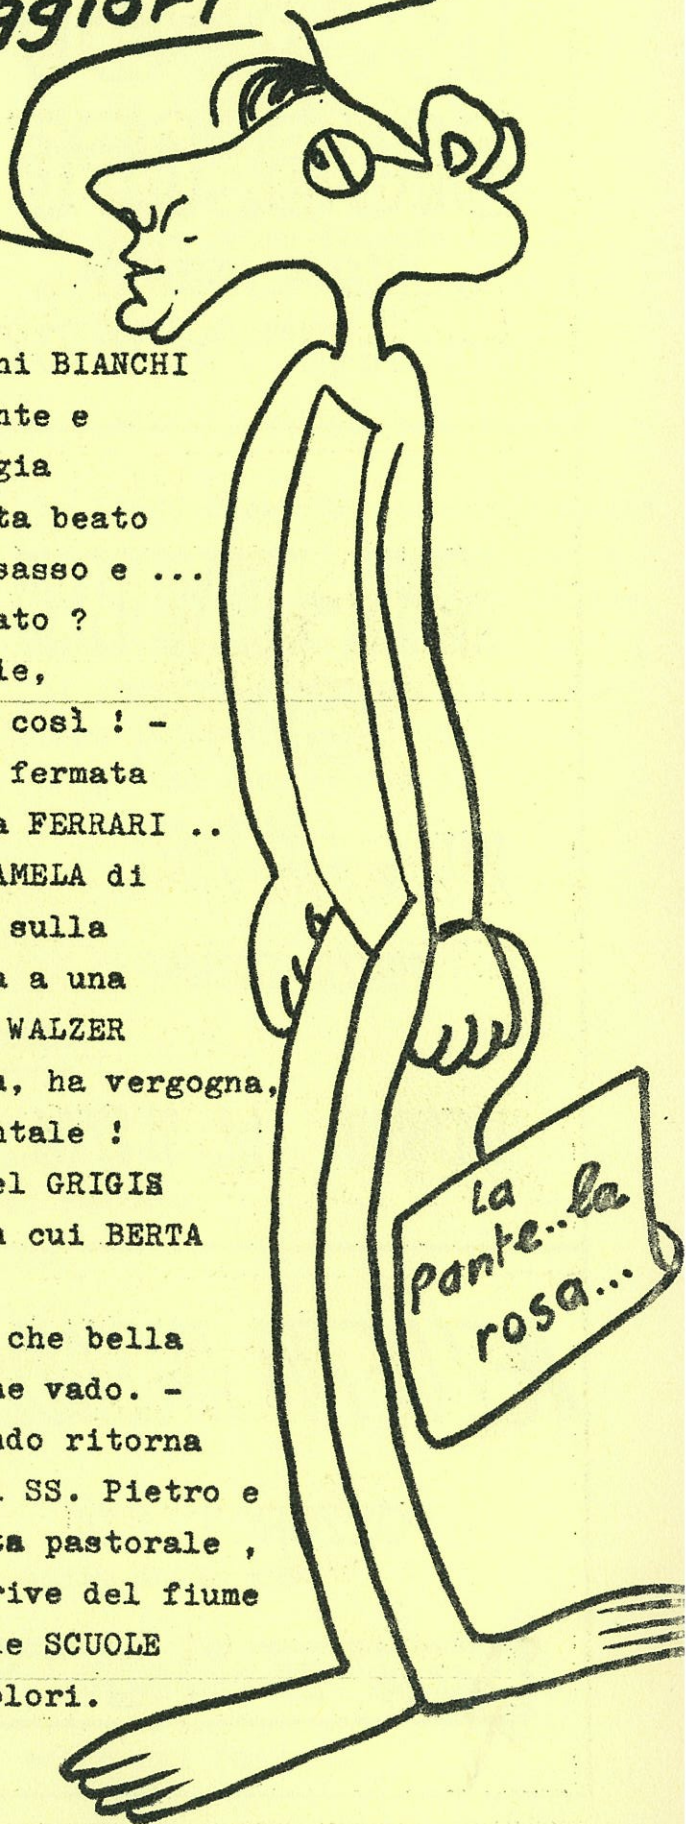 ggiori
ni BIANCHI
nte e
gia
ta beato
sasso e ...
ato ?
ie,
così ! -
fermata
a FERRARI ..
AMELA di
sulla
a a una
WALZER
a, ha vergogna,
ntale !
el GRIGIS
a cui BERTA
che bella
ne vado. -
ndo ritorna
i SS. Pietro e
ta pastorale ,
rive del fiume
le SCUOLE
olori.
La
Pante..la
rosa...